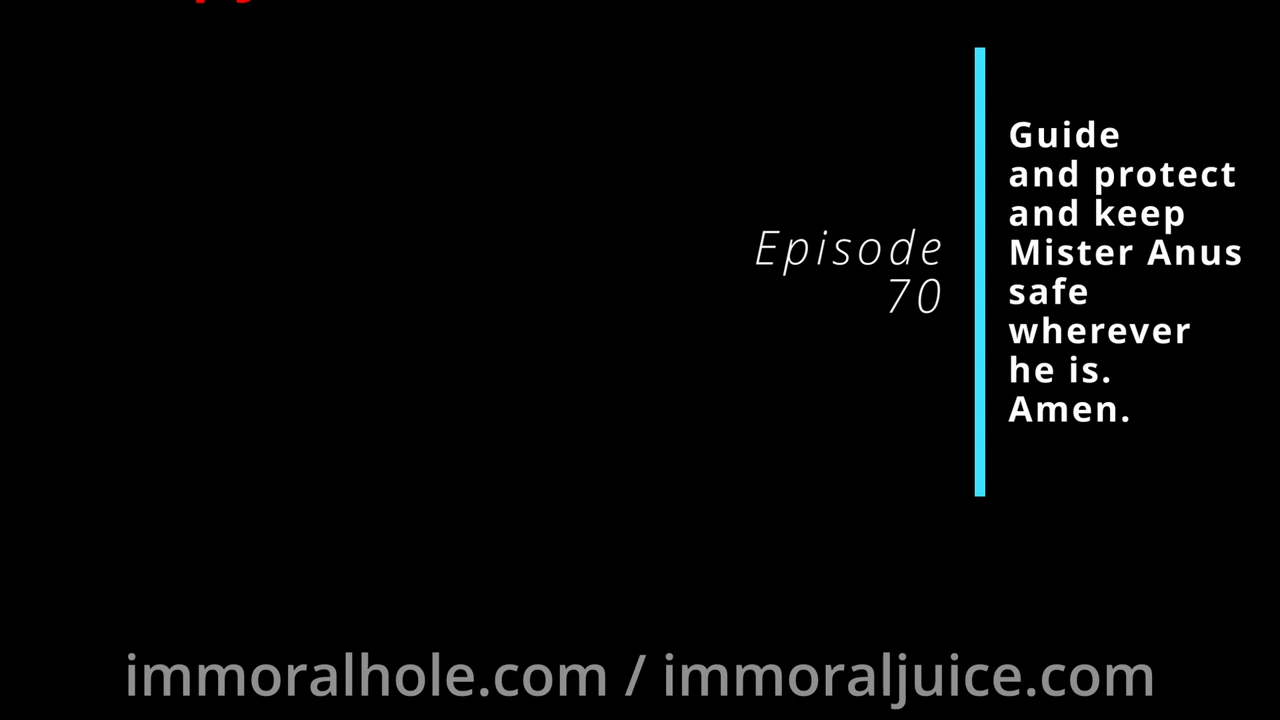 Episode
70
Guide
and protect
and keep
Mister Anus
safe
wherever
he is.
Amen.
immoralhole.com / immoraljuice.com